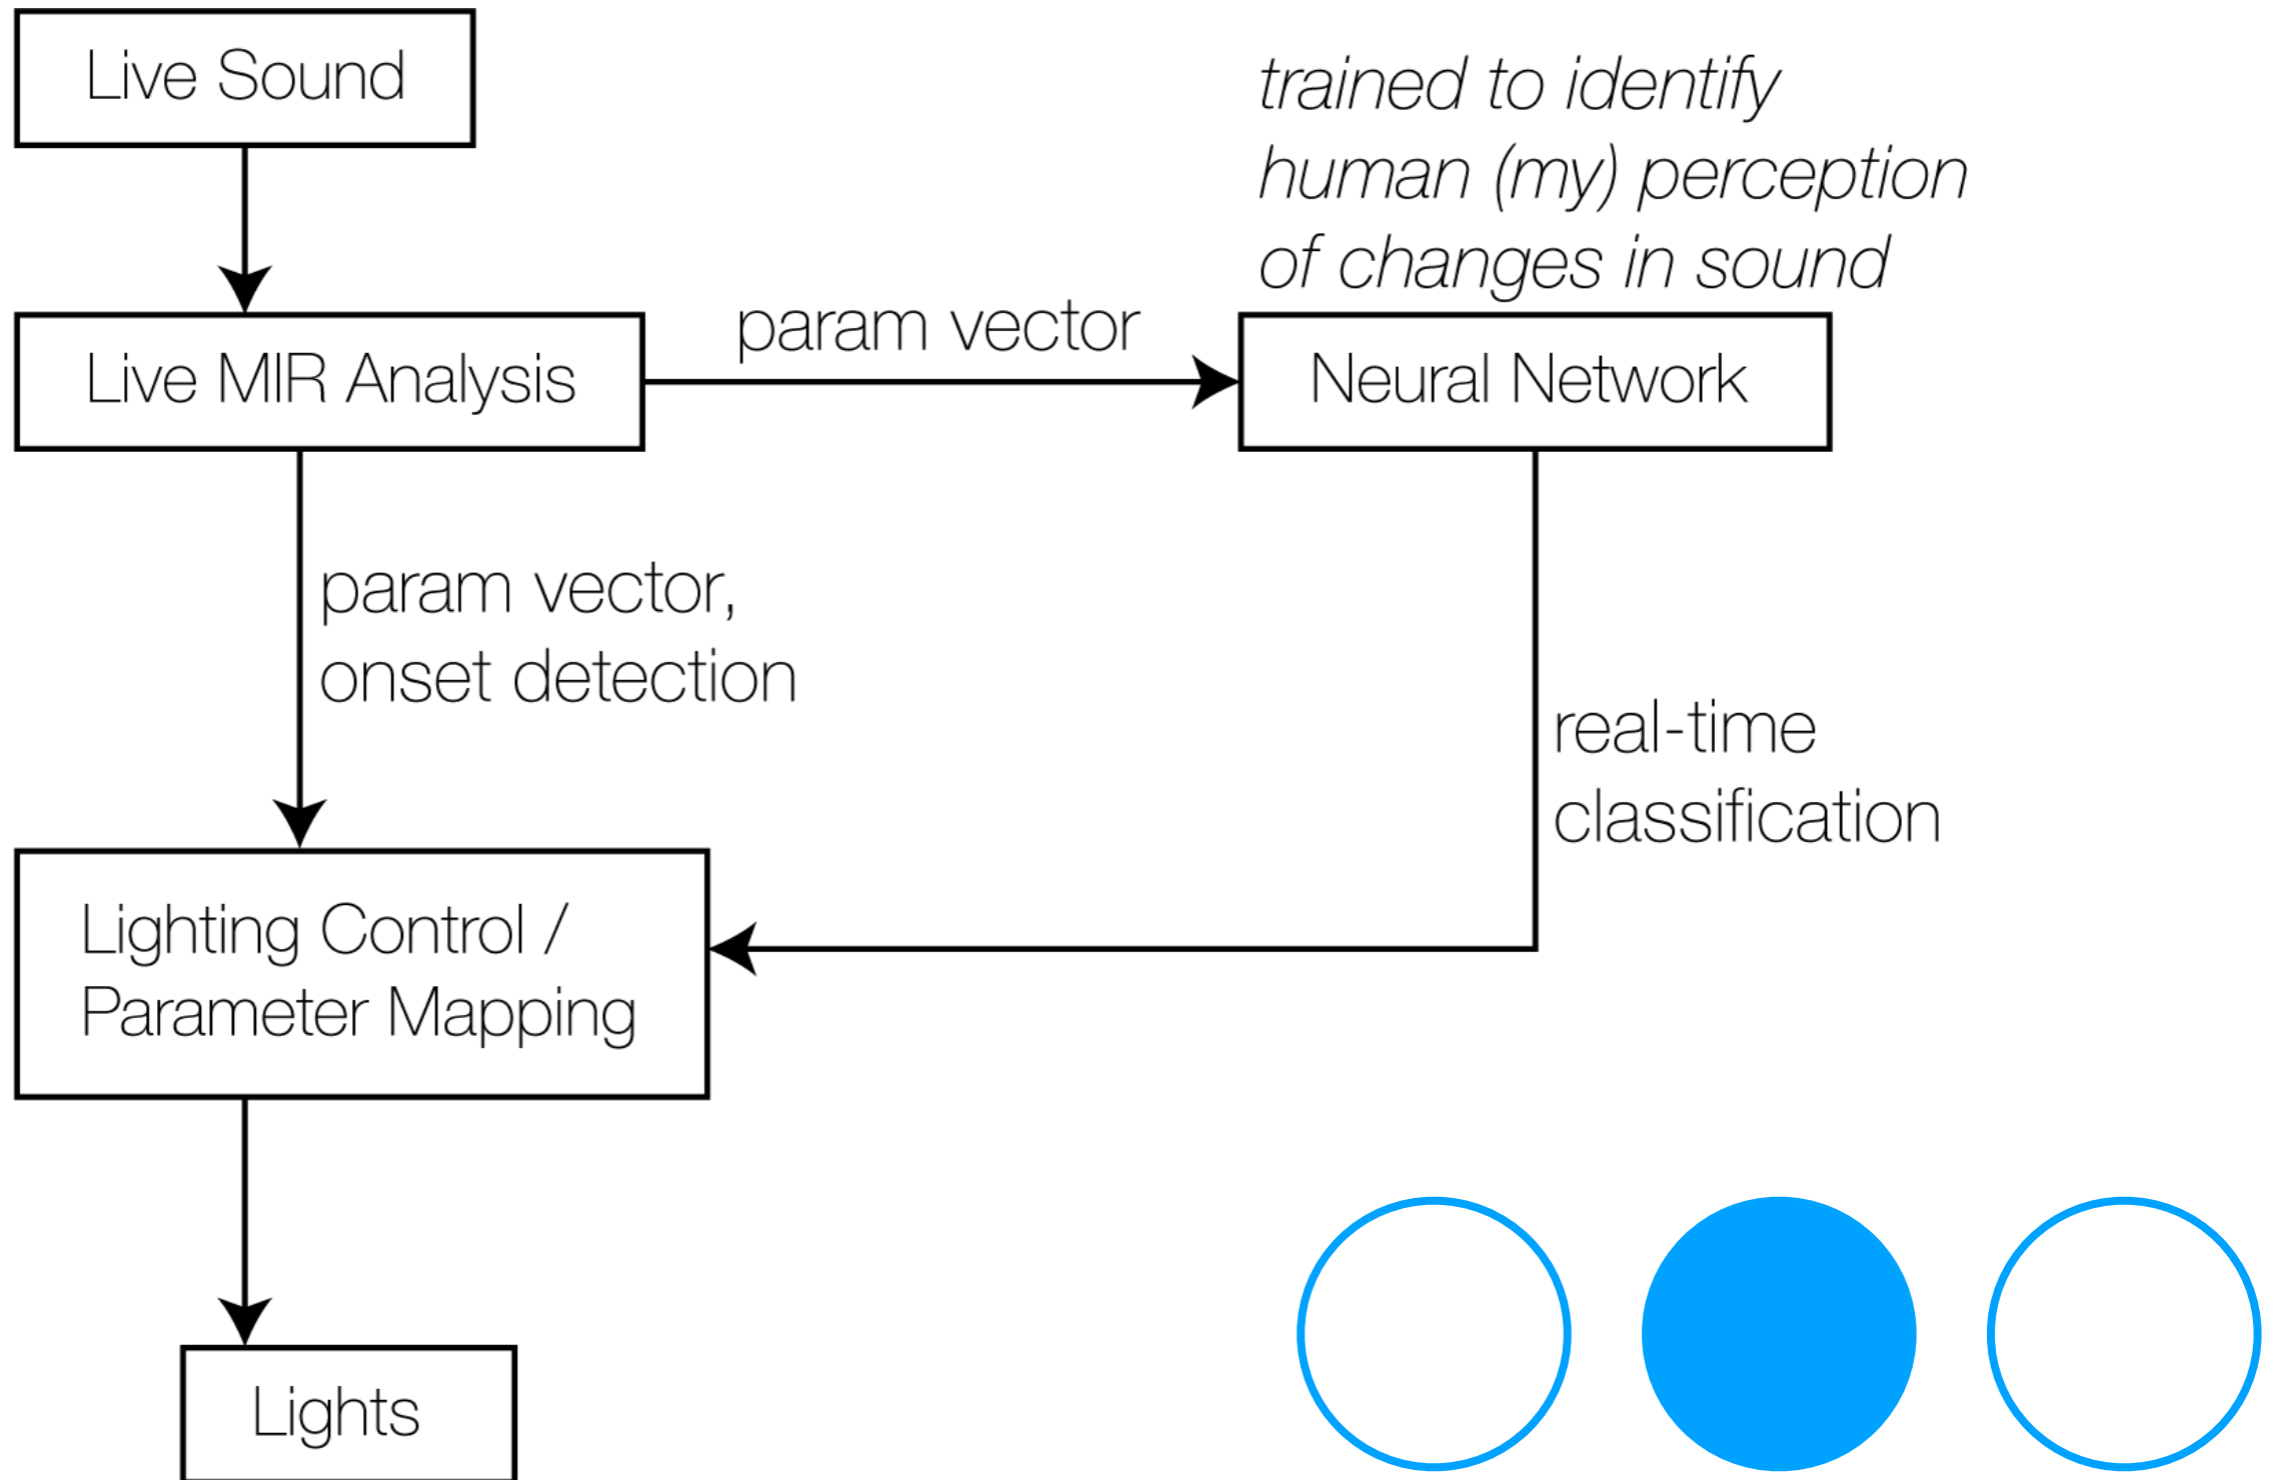 Live Sound
trained to identify
human (my) perception
of changes in sound
param vector
Live MIR Analysis
Neural Network
param vector,
onset detection
real-time
classification
Lighting Control /
Parameter Mapping
Lights